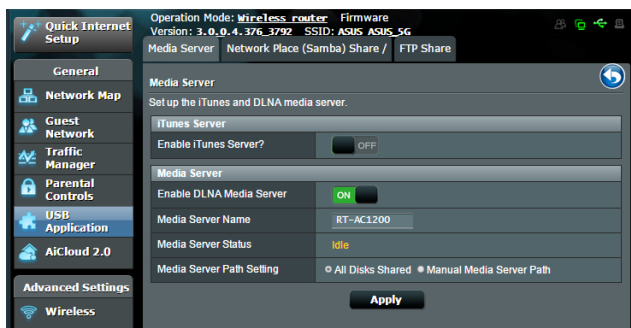 Quick Internet
Setup
Operation Mode: Wireless router Firmware
Version: 3.0.0.4.376_3792 SSID: ASUS ASUS_5G
Media Server Network Place (Samba) Share / FTP Share
General
Network Map
Guest
Network
Traffic
Manager
Parental
Controls
USB
Application
AiCloud 2.0
Advanced Settings
Wireless
Media Server
Set up the iTunes and DLNA media server.
iTunes Server
Enable iTunes Server? OFF
Media Server
Enable DLNA Media Server ON
Media Server Name RT-AC1200
Media Server Status Idle
Media Server Path Setting All Disks Shared Manual Media Server Path
Apply